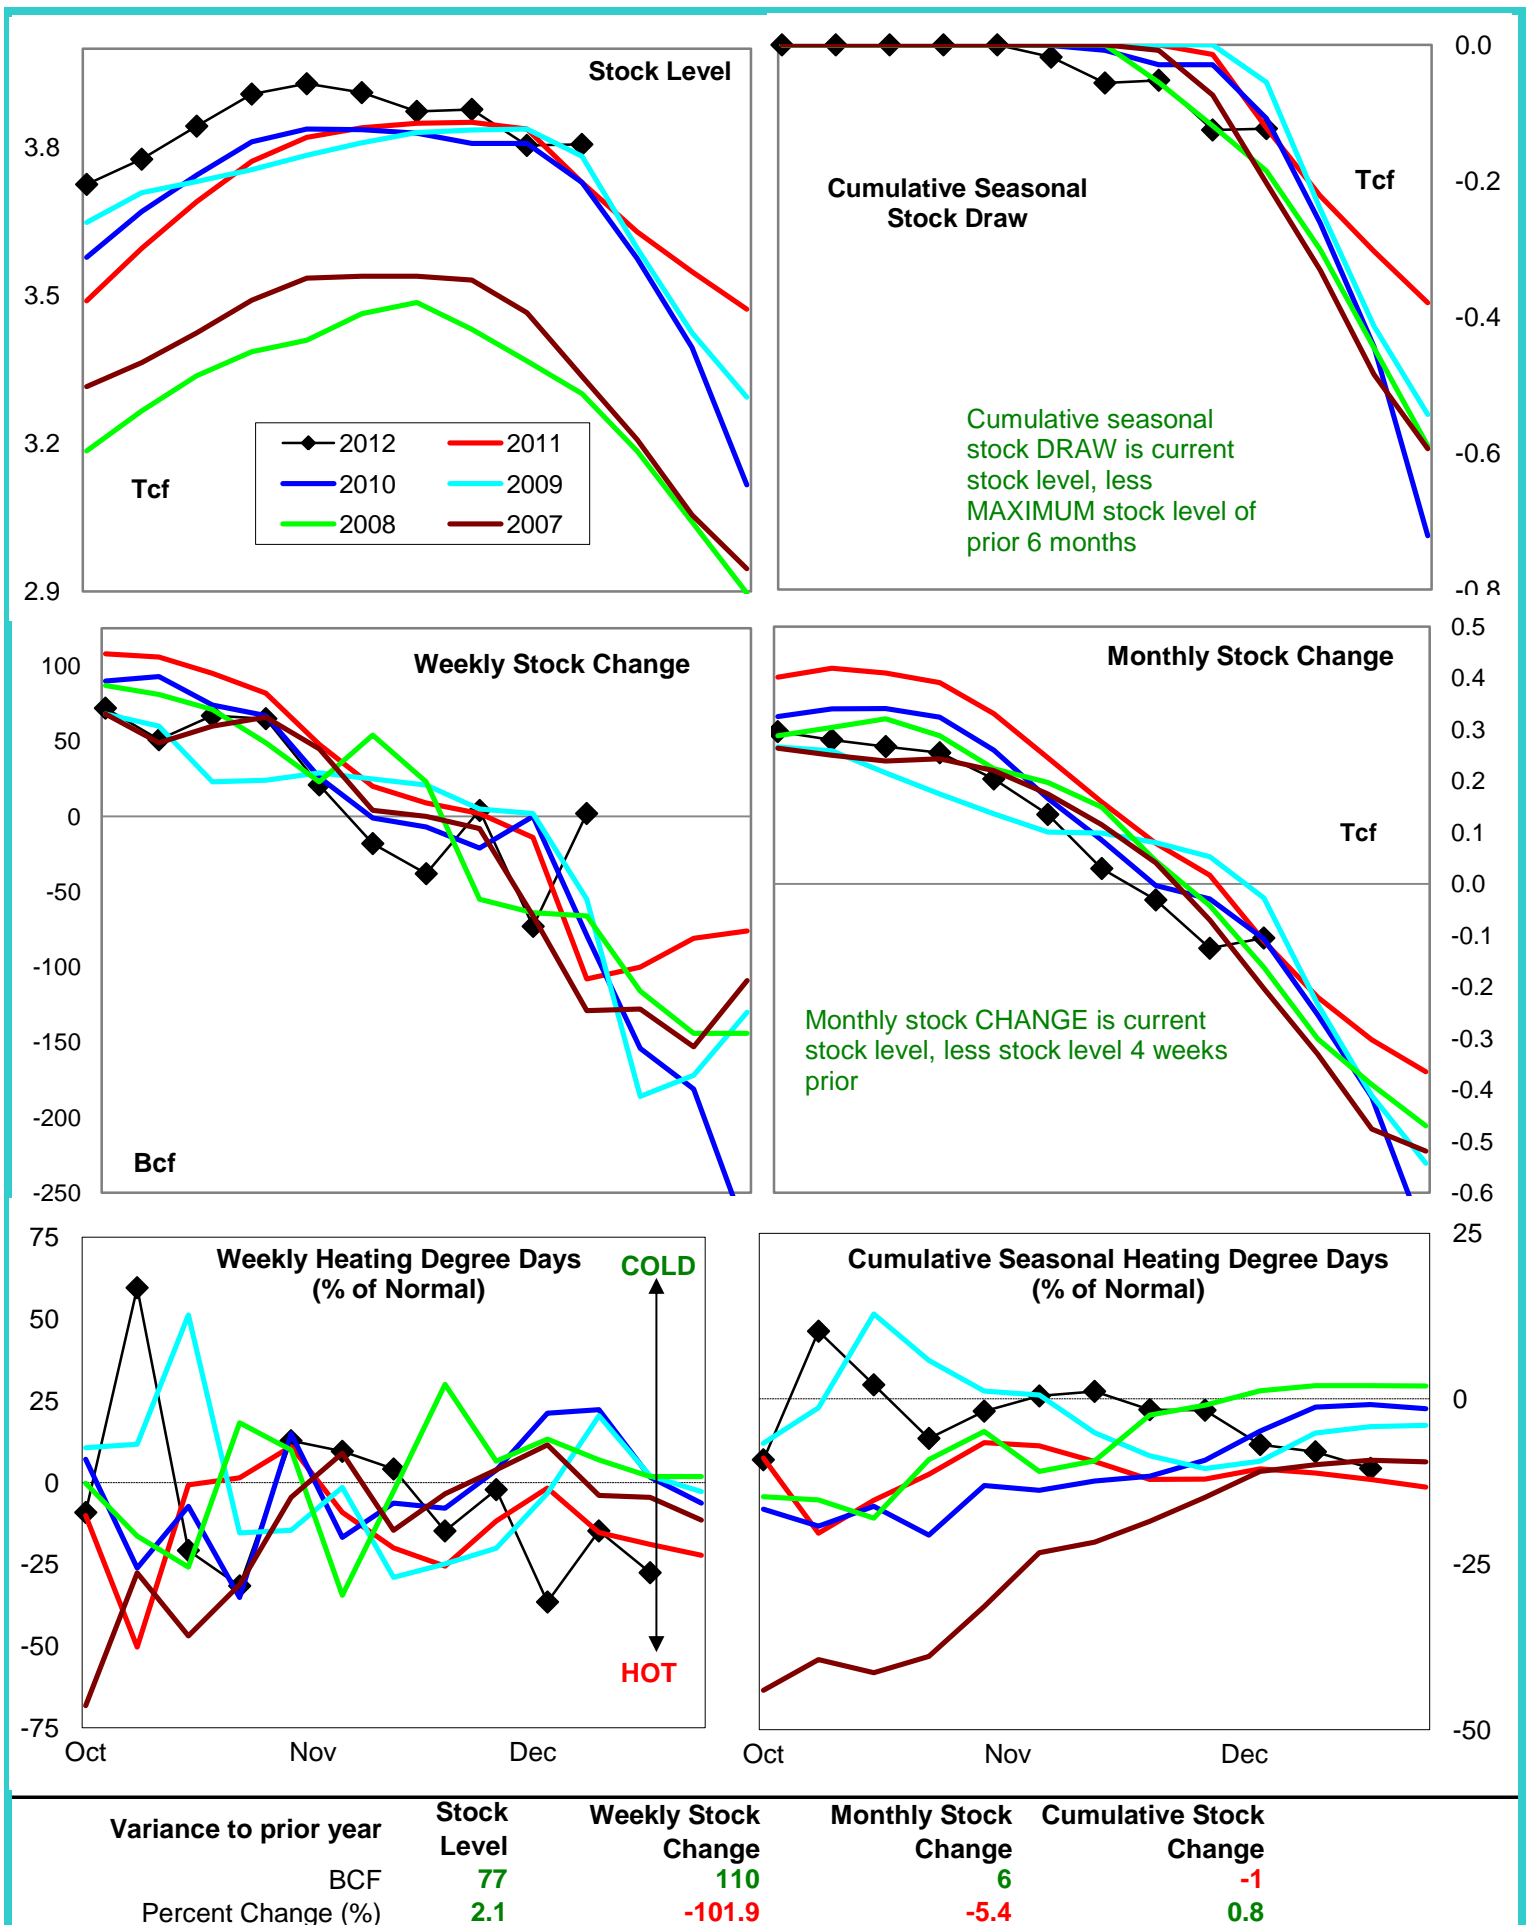 Stock Level
3.8
3.5
3.2
2.9
Tcf
2012
2011
2010
2009
2008
2007
Cumulative Seasonal
Stock Draw
Tcf
0.0
-0.2
-0.4
-0.6
-0.8
Cumulative seasonal
stock DRAW is current
stock level, less
MAXIMUM stock level of
prior 6 months
Weekly Stock Change
100
50
0
-50
-100
-150
-200
-250
Bcf
Monthly Stock Change
Tcf
0.5
0.4
0.3
0.2
0.1
0.0
-0.1
-0.2
-0.3
-0.4
-0.5
-0.6
Monthly stock CHANGE is current
stock level, less stock level 4 weeks
prior
Weekly Heating Degree Days
(% of Normal)
COLD
HOT
75
50
25
0
-25
-50
-75
Oct Nov Dec
Cumulative Seasonal Heating Degree Days
(% of Normal)
25
0
-25
-50
Oct Nov Dec
Variance to prior year
Stock
Level
Weekly Stock
Change
Monthly Stock
Change
Cumulative Stock
Change
BCF 77 110 6 -1
Percent Change (%) 2.1 -101.9 -5.4 0.8